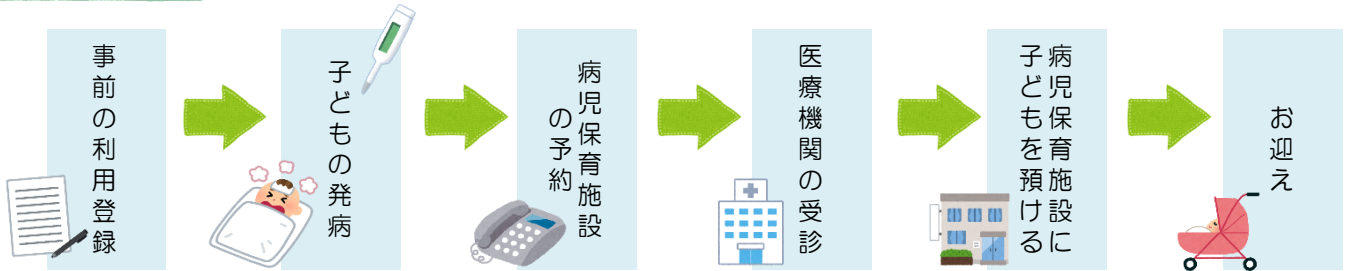 事前の利用登録
子どもの発病
病児保育施設
の予約
医療機関の受診
病児保育施設に
子どもを預ける
お迎え